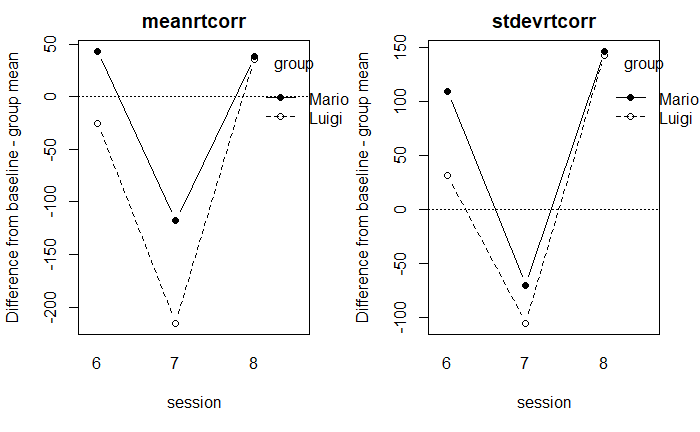 meanrtcorr
Difference from baseline - group mean
50
0
-50
-100
-150
-200
group
Mario
Luigi
6
7
8
session
stdevrtcorr
Difference from baseline - group mean
150
100
50
0
-50
-100
group
Mario
Luigi
6
7
8
session